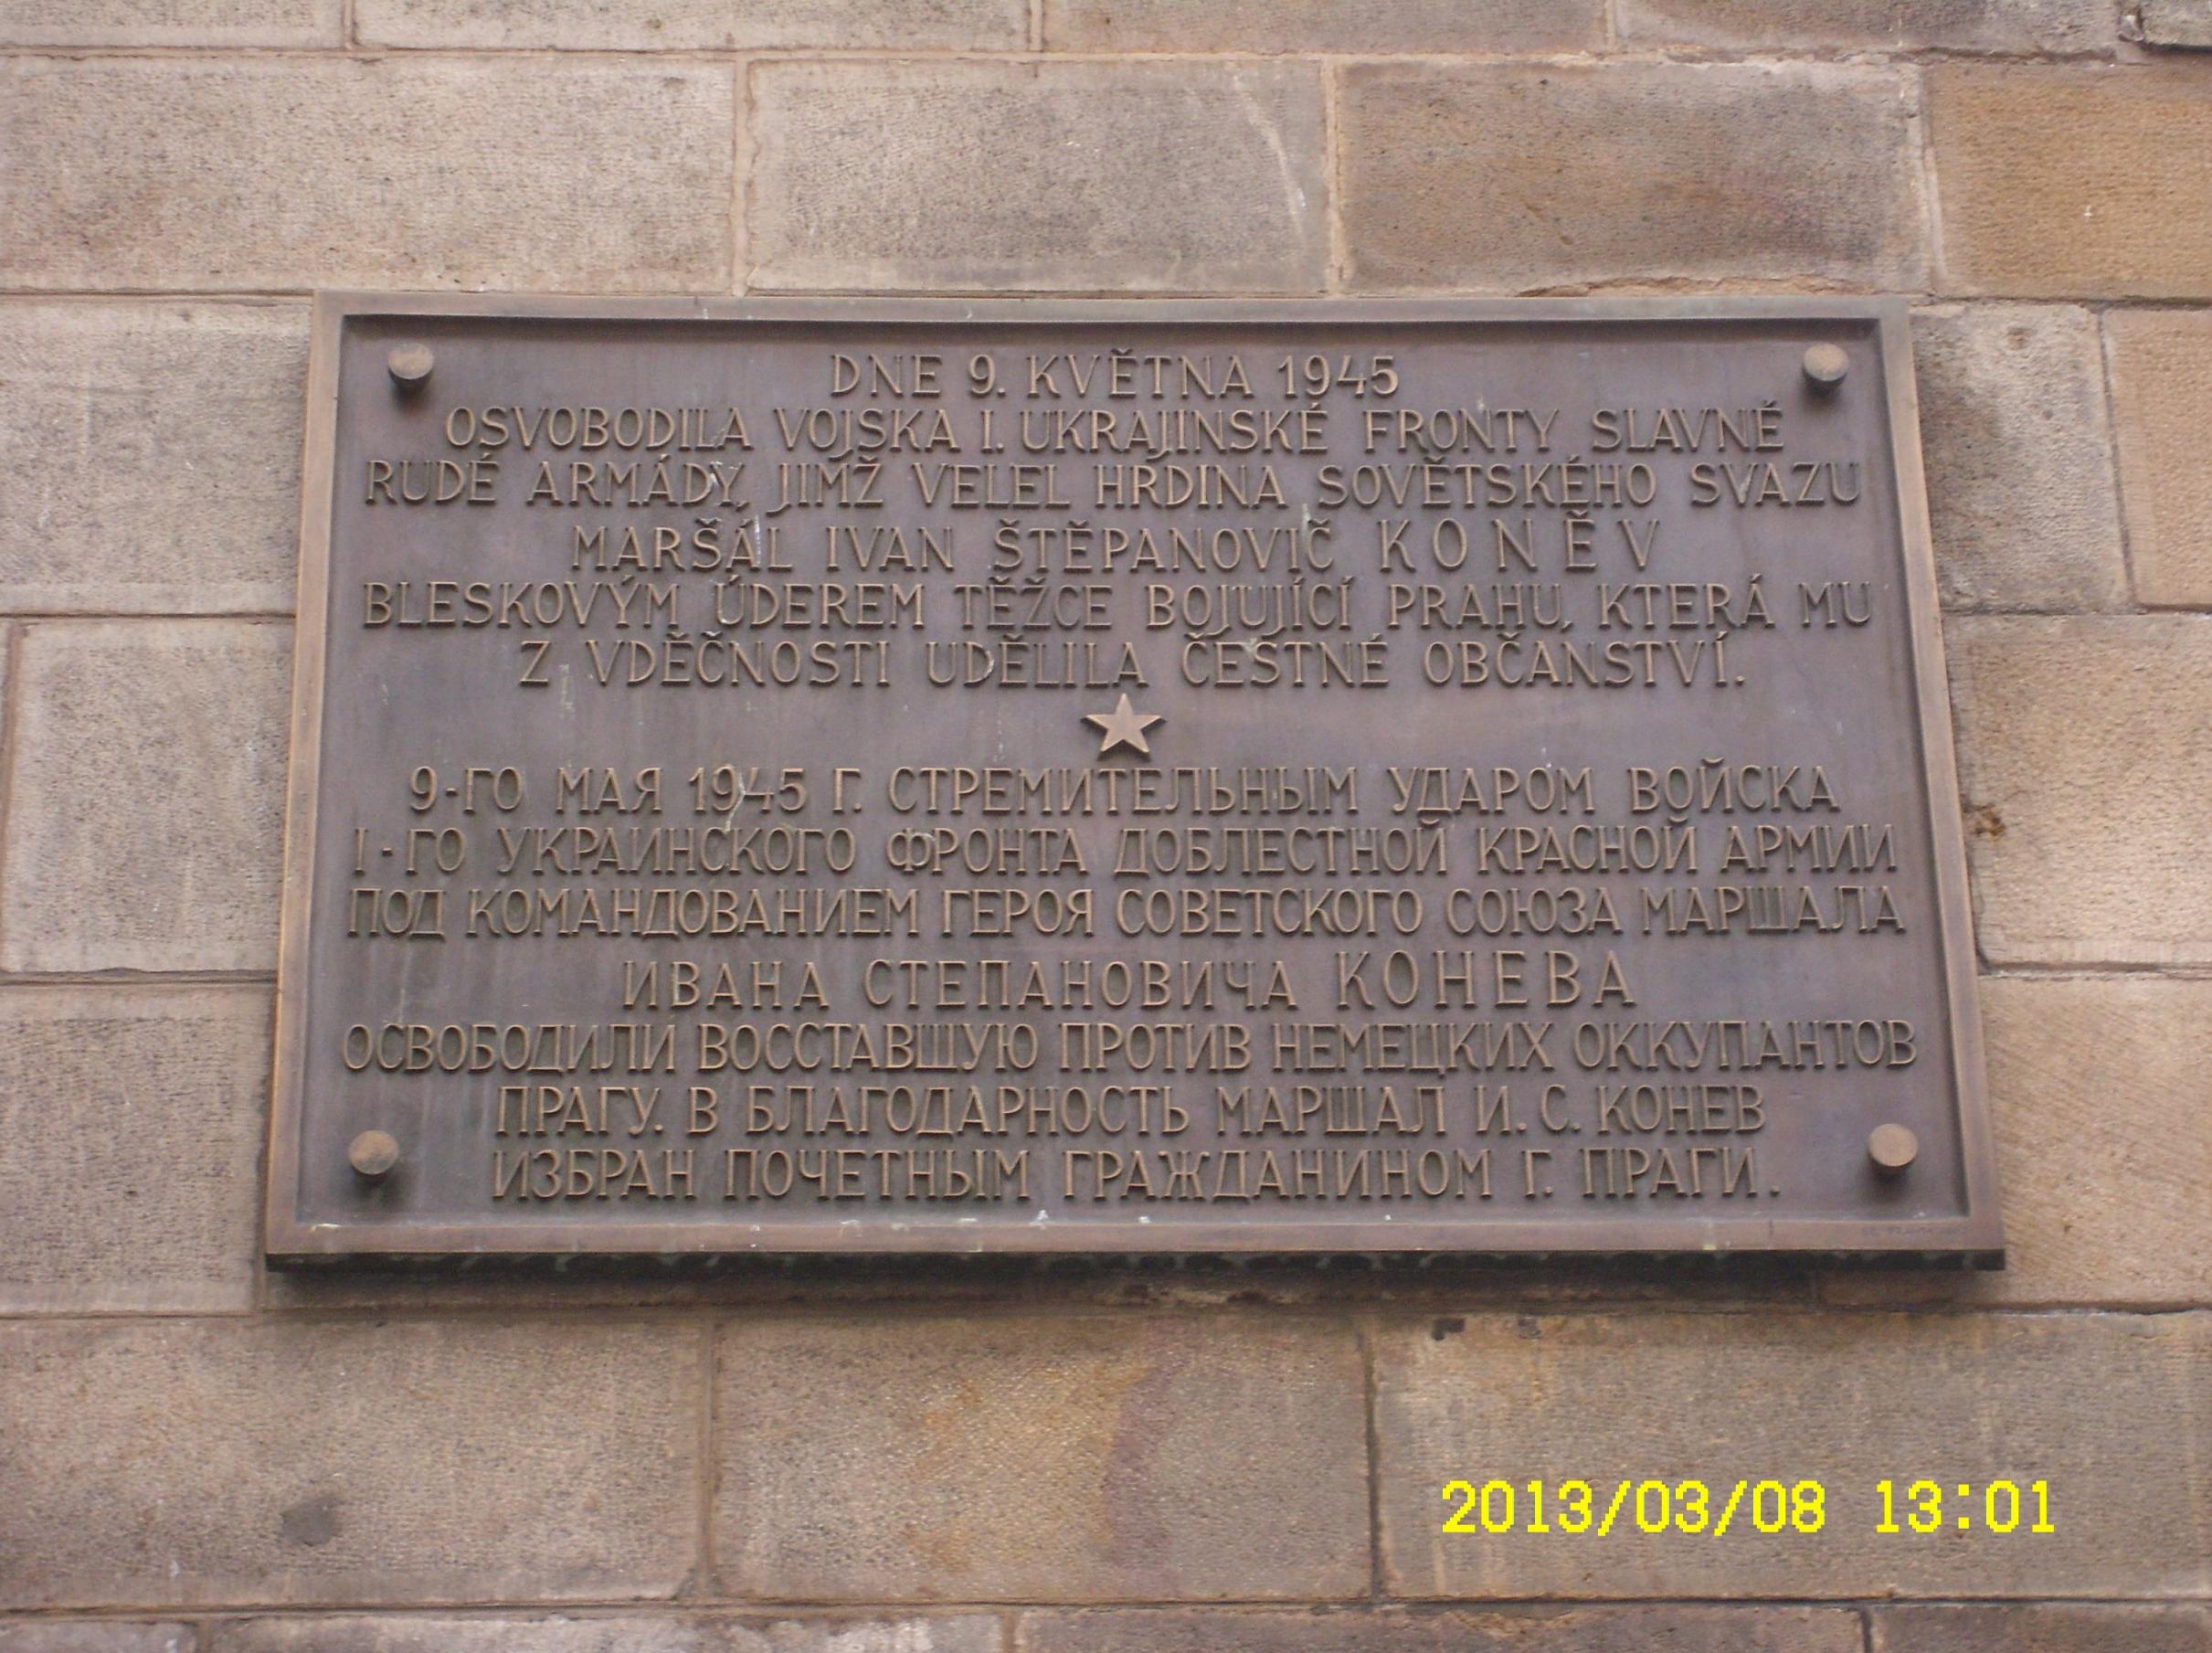 DNE 9. KVĚTNA 1945
OSVOBODILA VOJSKA I. UKRAJINSKÉ FRONTY SLAVNÉ
RUDÉ ARMÁDY, JIMŽ VELEL HRDINA SOVĚTSKÉHO SVAZU
MARŠÁL IVAN ŠTĚPANOVIČ KONĚV
BLESKOVÝM ÚDEREM TĚŽCE BOJUJÍCÍ PRAHU, KTERÁ MU
Z VDĚČNOSTI UDĚLILA ČESTNÉ OBČANSTVÍ.
9-ГО МАЯ 1945 Г. СТРЕМИТЕЛЬНЫМ УДАРОМ ВОЙСКА
I-ГО УКРАИНСКОГО ФРОНТА ДОБЛЕСТНОЙ КРАСНОЙ АРМИИ
ПОД КОМАНДОВАНИЕМ ГЕРОЯ СОВЕТСКОГО СОЮЗА МАРШАЛА
ИВАНА СТЕПАНОВИЧА КОНЕВА
ОСВОБОДИЛИ ВОССТАВШУЮ ПРОТИВ НЕМЕЦКИХ ОККУПАНТОВ
ПРАГУ. В БЛАГОДАРНОСТЬ МАРШАЛ И. С. КОНЕВ
ИЗБРАН ПОЧЕТНЫМ ГРАЖДАНИНОМ Г. ПРАГИ.
2013/03/08 13:01